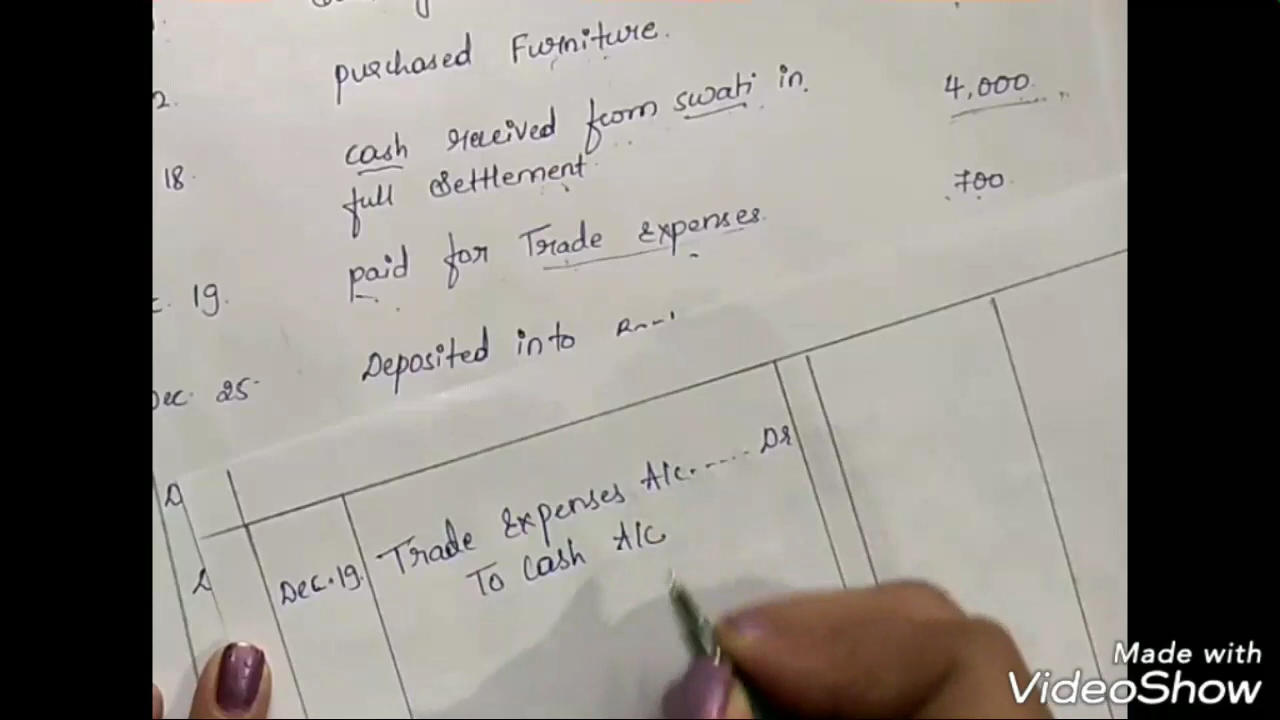 purchased Furniture.
2.
cash received from swati in
4,000
18.
full settlement
700
paid for Trade expenses.
19.
Deposited into
Dec. 25
Trade expenses A/c...... Dr
Dec. 19. To cash A/c
Made with
VideoShow